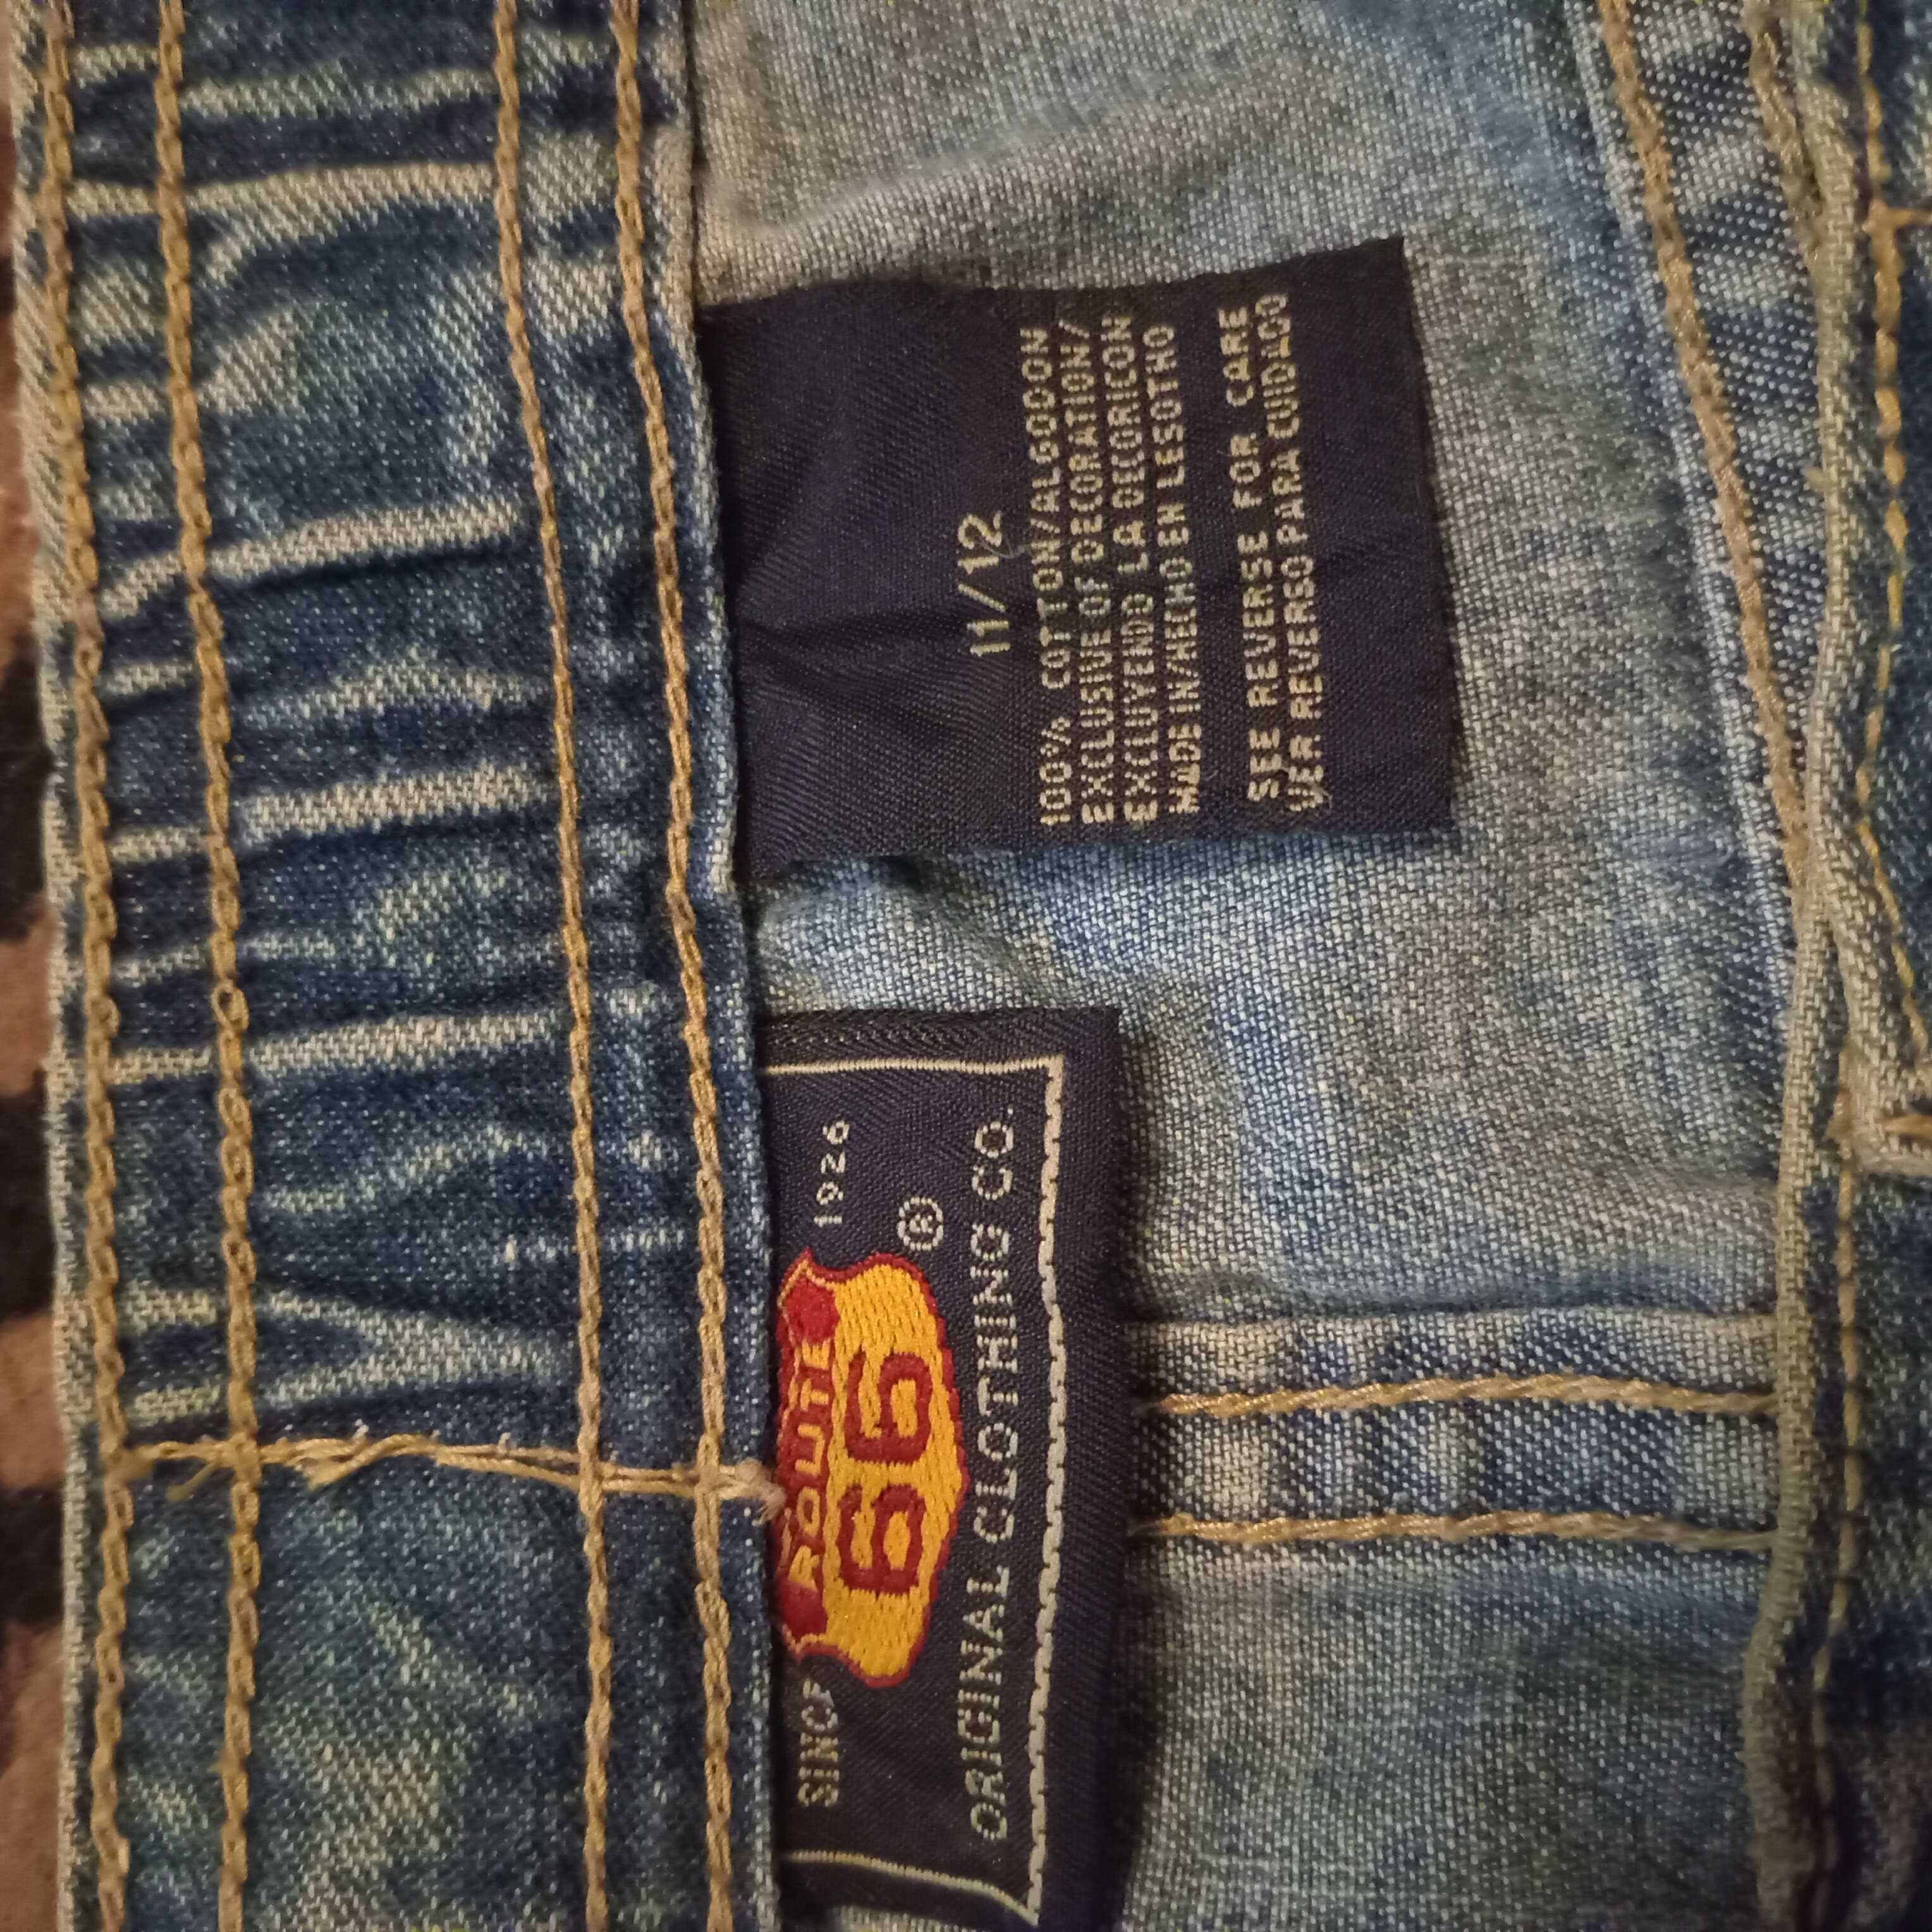 11/12
100% COTTON/ALGODON
EXCLUSIVE OF DECORATION/
EXCLUYENDO LA DECORICON
MADE IN/HECHO EN LESOTHO
SEE REVERSE FOR CARE
VER REVERSO PARA CUIDADO
SINCE 1926
ROUTE
66 ®
ORIGINAL CLOTHING CO.